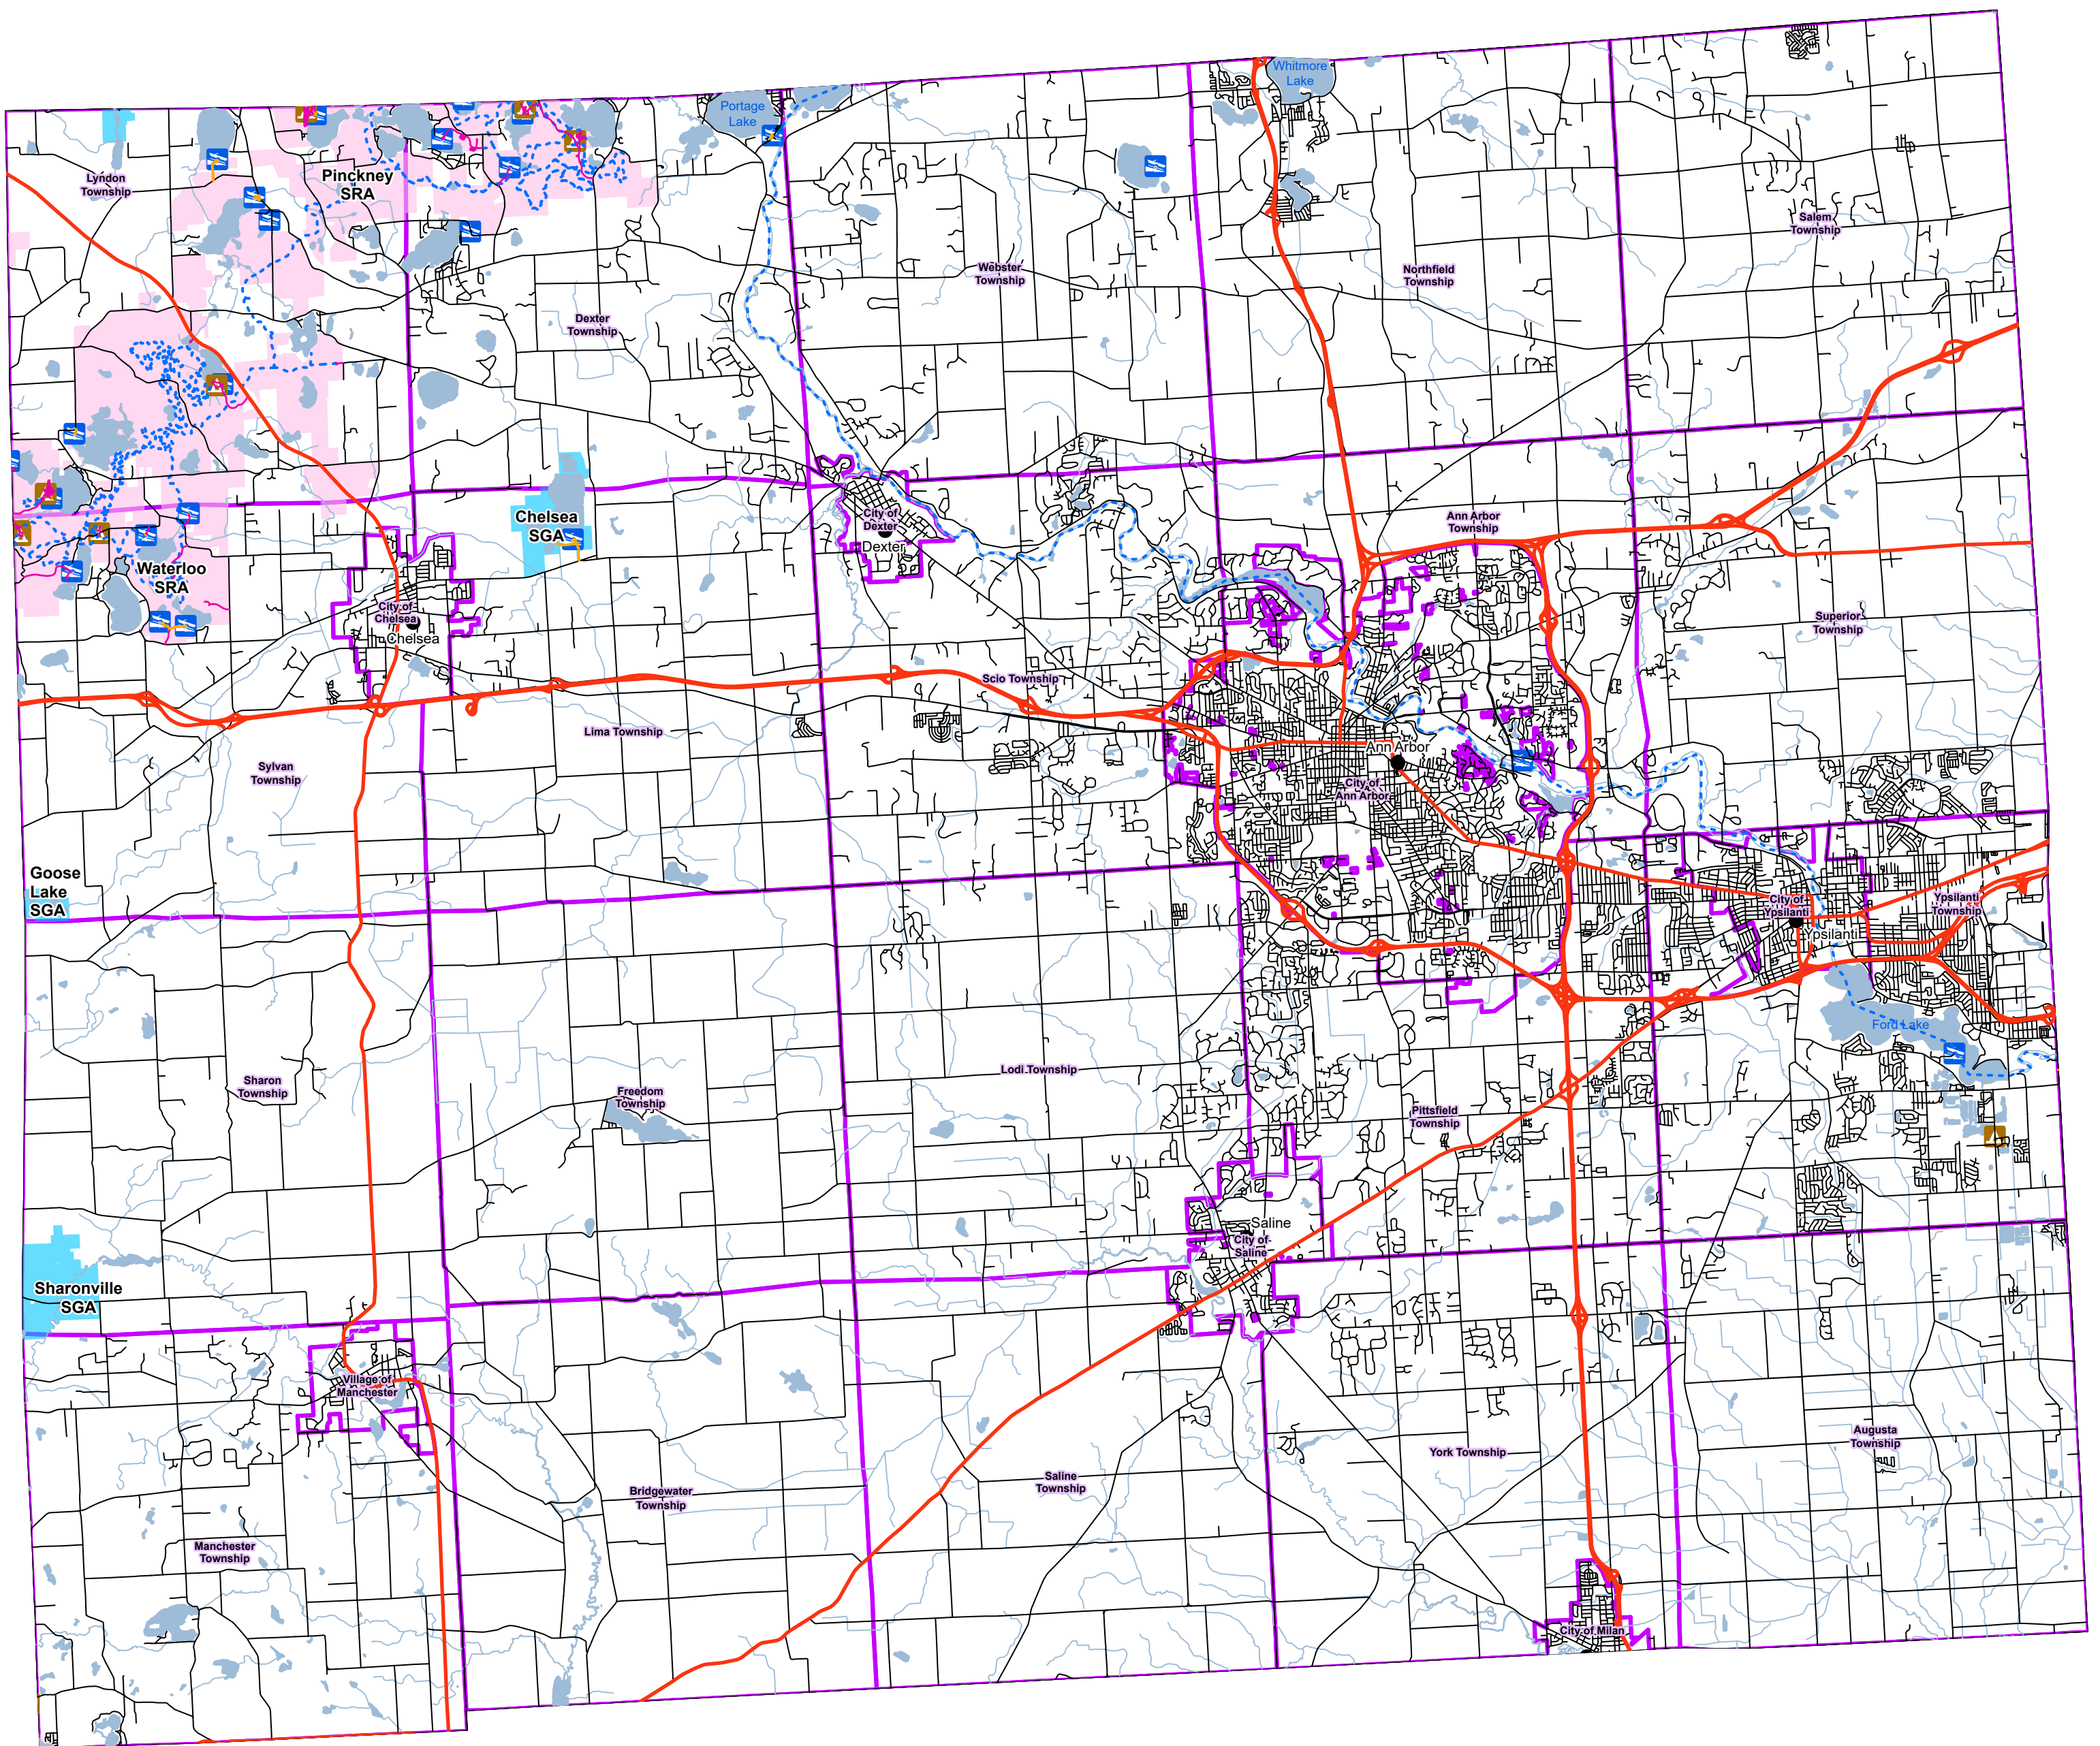 Whitmore
Lake
Portage
Lake
Lyndon
Township
Pinckney
SRA
Salem
Township
Webster
Township
Northfield
Township
Dexter
Township
Chelsea
SGA
City of
Dexter
Dexter
Ann Arbor
Township
Waterloo
SRA
City of
Chelsea
Chelsea
Superior
Township
Scio Township
Lima Township
Ann Arbor
City of
Ann Arbor
Sylvan
Township
Goose
Lake
SGA
City of
Ypsilanti
Ypsilanti
Ypsilanti
Township
Ford Lake
Sharon
Township
Freedom
Township
Lodi Township
Pittsfield
Township
Saline
City of
Saline
Sharonville
SGA
Village of
Manchester
Augusta
Township
York Township
Saline
Township
Bridgewater
Township
Manchester
Township
City of Milan